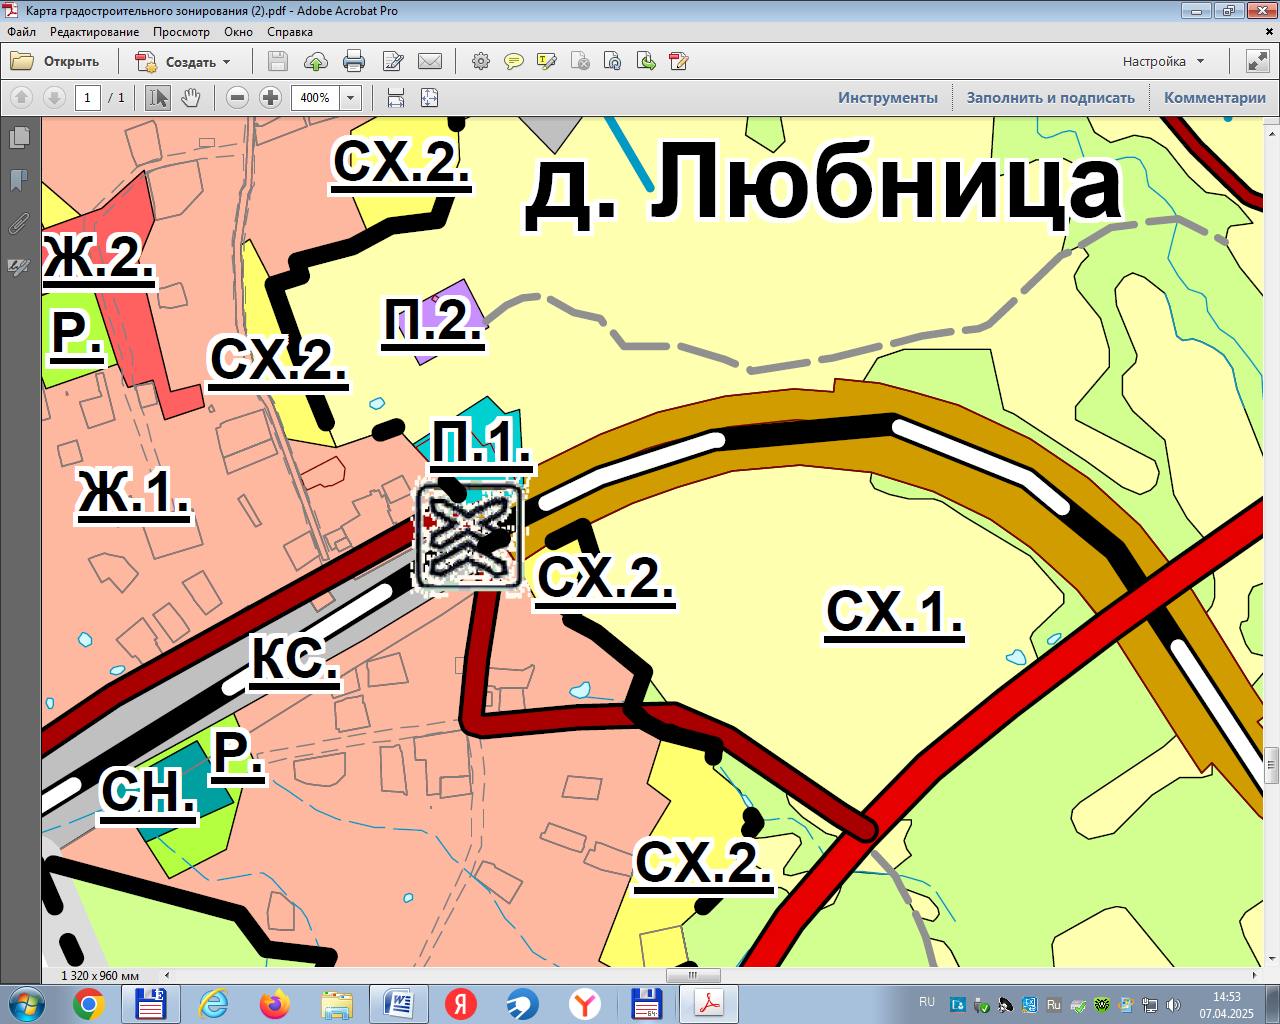 Карта градостроительного зонирования (2).pdf - Adobe Acrobat Pro
Файл Редактирование Просмотр Окно Справка
Открыть Создать Настройка
1 / 1 400% Инструменты Заполнить и подписать Комментарии
СХ.2.
д. Любница
Ж.2.
П.2.
Р.
СХ.2.
П.1.
Ж.1.
СХ.2.
СХ.1.
КС.
Р.
СН.
СХ.2.
1 320 x 960 мм
RU
14:53
07.04.2025